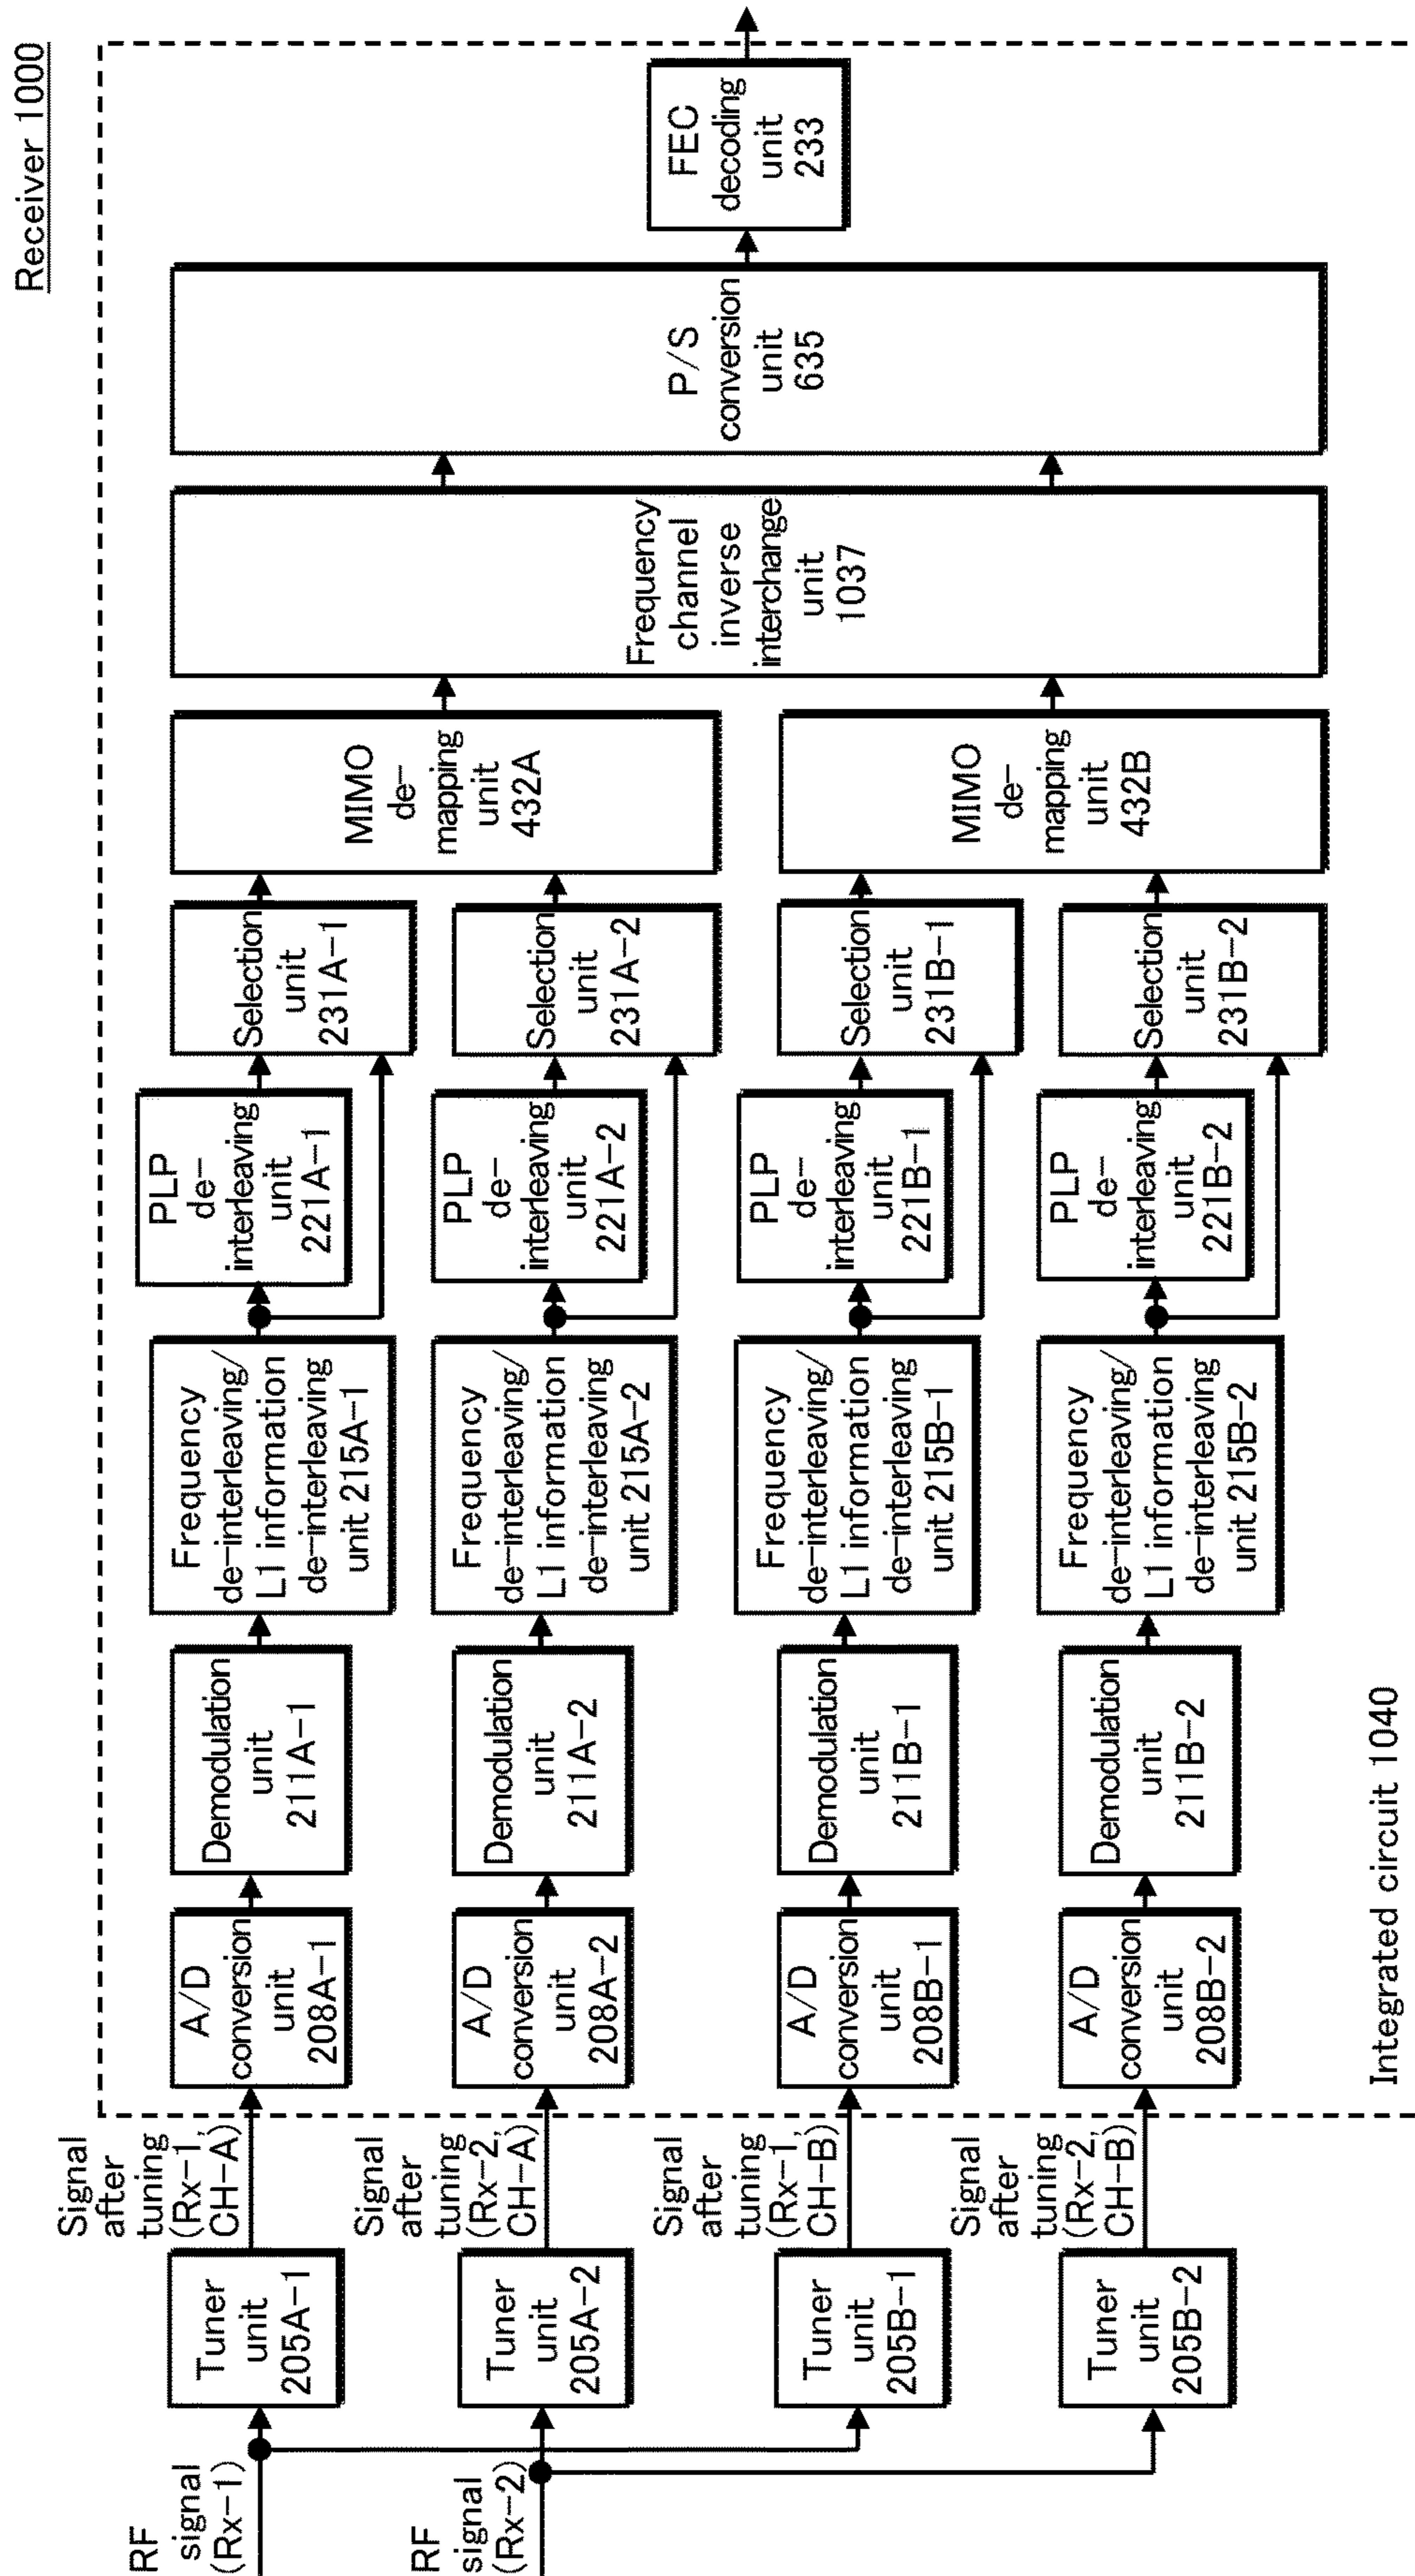 Receiver 1000
RF
signal
(Rx-1)
RF
signal
(Rx-2)
Tuner
unit
205A-1
Tuner
unit
205A-2
Tuner
unit
205B-1
Tuner
unit
205B-2
Signal
after
tuning
(Rx-1,
CH-A)
Signal
after
tuning
(Rx-2,
CH-A)
Signal
after
tuning
(Rx-1,
CH-B)
Signal
after
tuning
(Rx-2,
CH-B)
A/D
conversion
unit
208A-1
A/D
conversion
unit
208A-2
A/D
conversion
unit
208B-1
A/D
conversion
unit
208B-2
Demodulation
unit
211A-1
Demodulation
unit
211A-2
Demodulation
unit
211B-1
Demodulation
unit
211B-2
Frequency
de-interleaving/
L1 information
de-interleaving
unit 215A-1
Frequency
de-interleaving/
L1 information
de-interleaving
unit 215A-2
Frequency
de-interleaving/
L1 information
de-interleaving
unit 215B-1
Frequency
de-interleaving/
L1 information
de-interleaving
unit 215B-2
PLP
de-
interleaving
unit
221A-1
PLP
de-
interleaving
unit
221A-2
PLP
de-
interleaving
unit
221B-1
PLP
de-
interleaving
unit
221B-2
Selection
unit
231A-1
Selection
unit
231A-2
Selection
unit
231B-1
Selection
unit
231B-2
MIMO
de-
mapping
unit
432A
MIMO
de-
mapping
unit
432B
Frequency
channel
inverse
interchange
unit
1037
P/S
conversion
unit
635
FEC
decoding
unit
233
Integrated circuit 1040